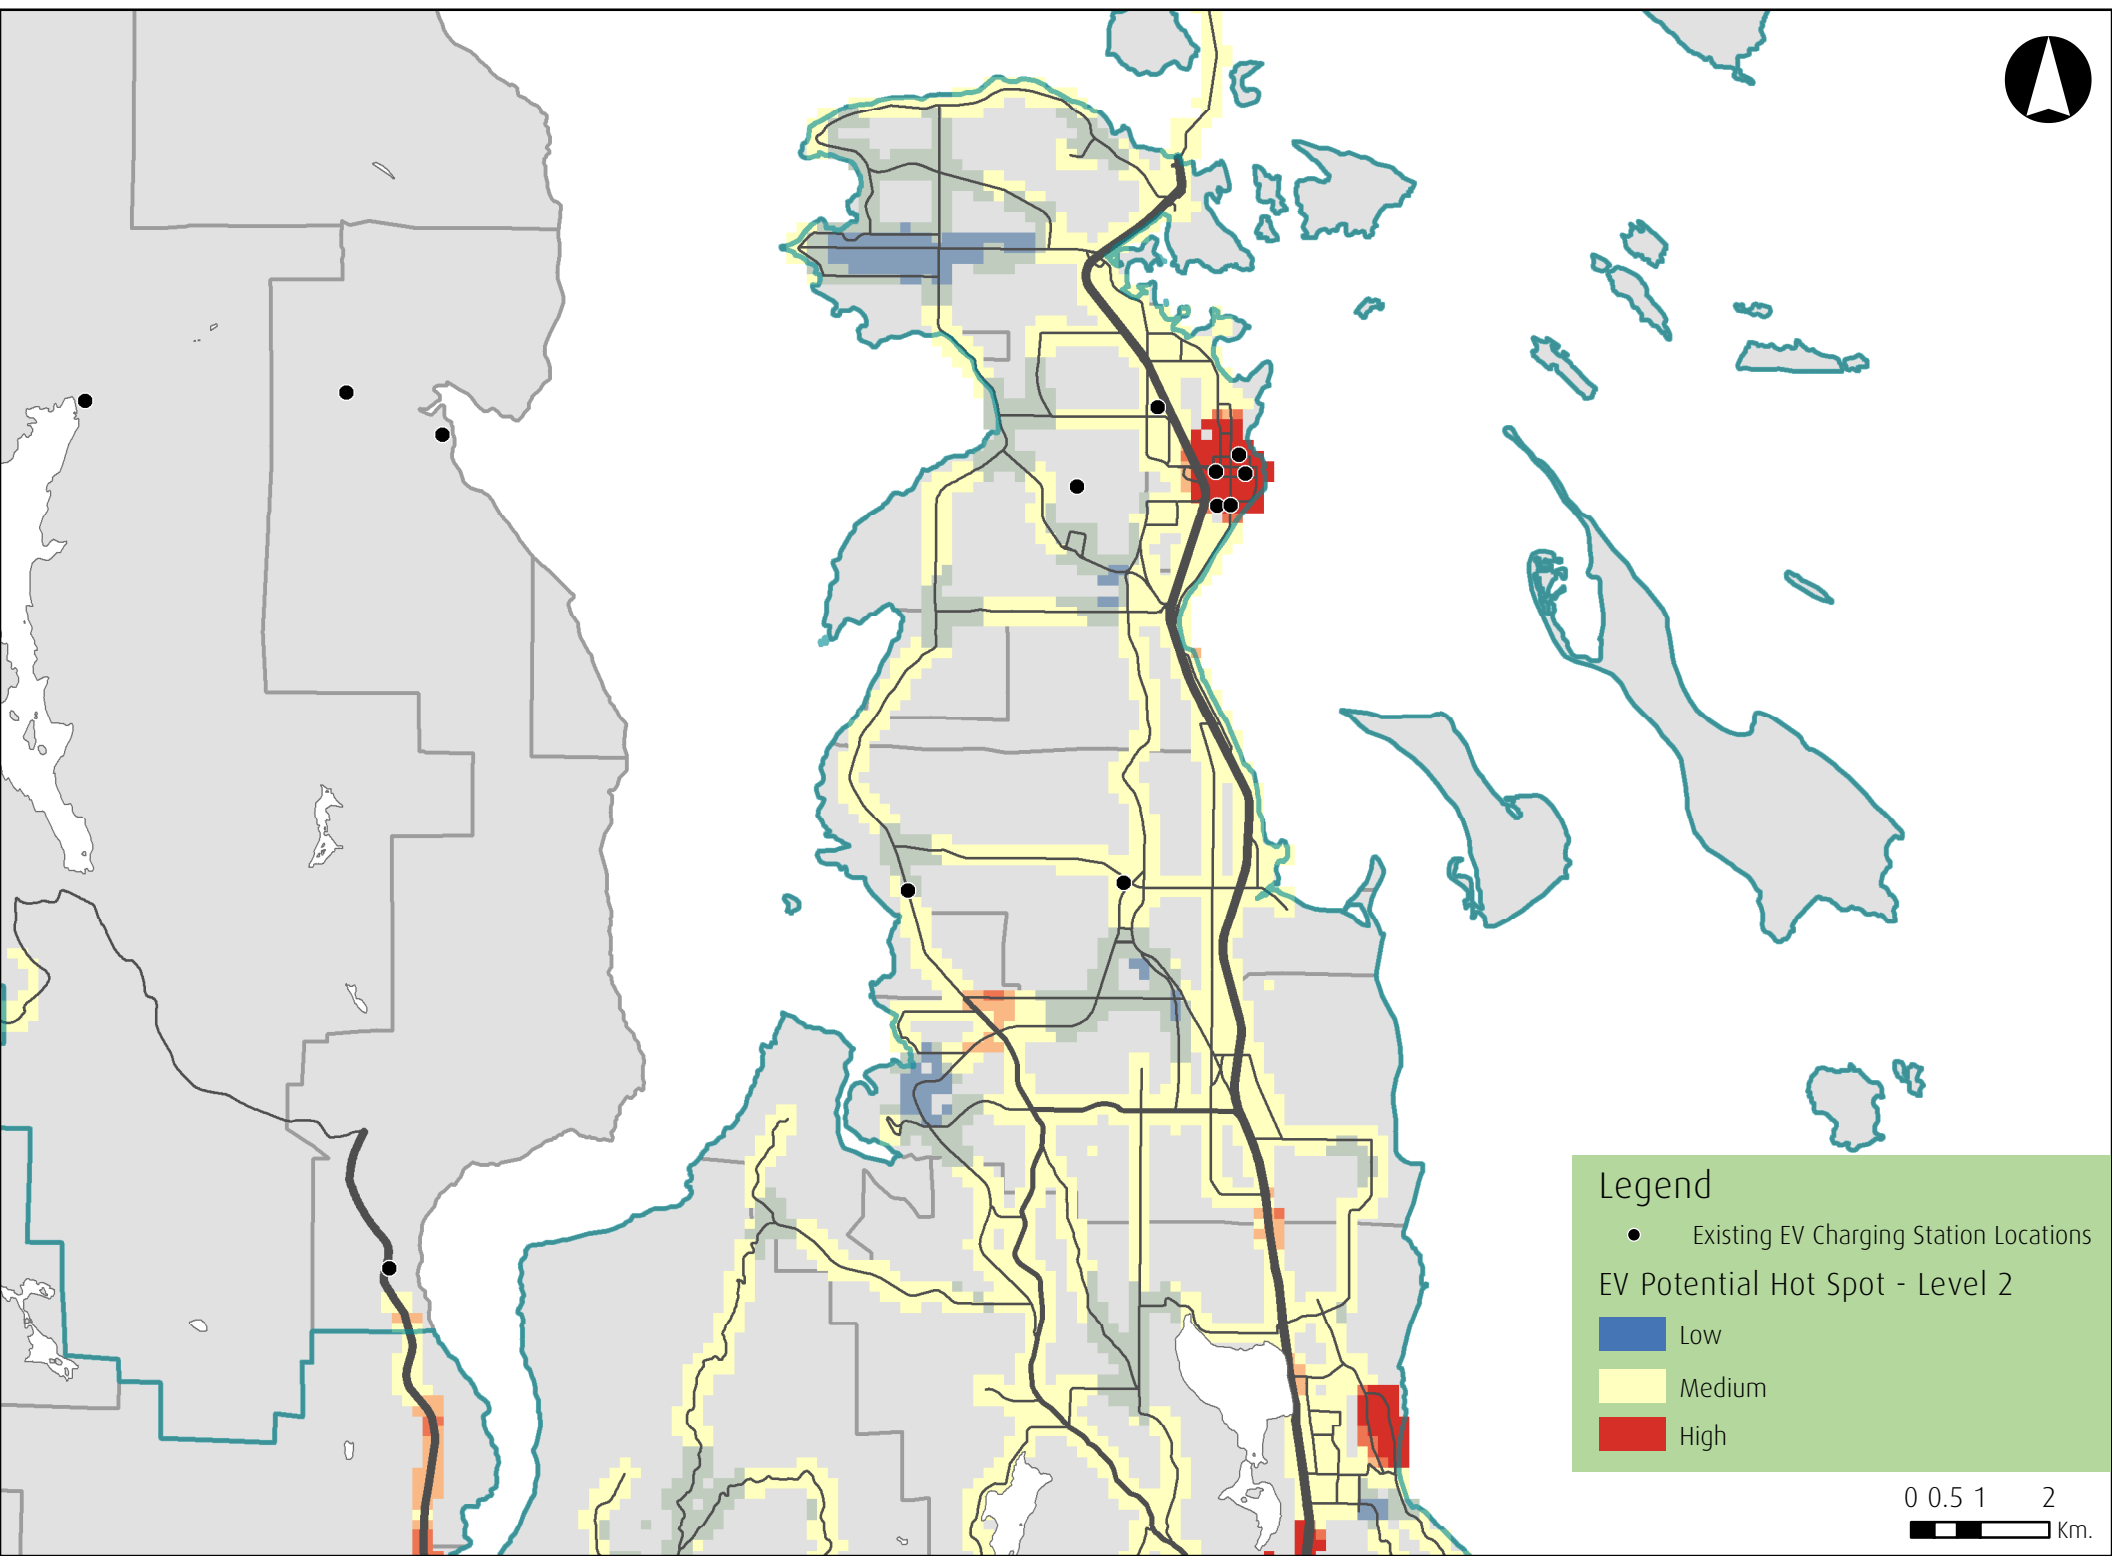 Legend
Existing EV Charging Station Locations
EV Potential Hot Spot - Level 2
Low
Medium
High
0 0.5 1 2
Km.